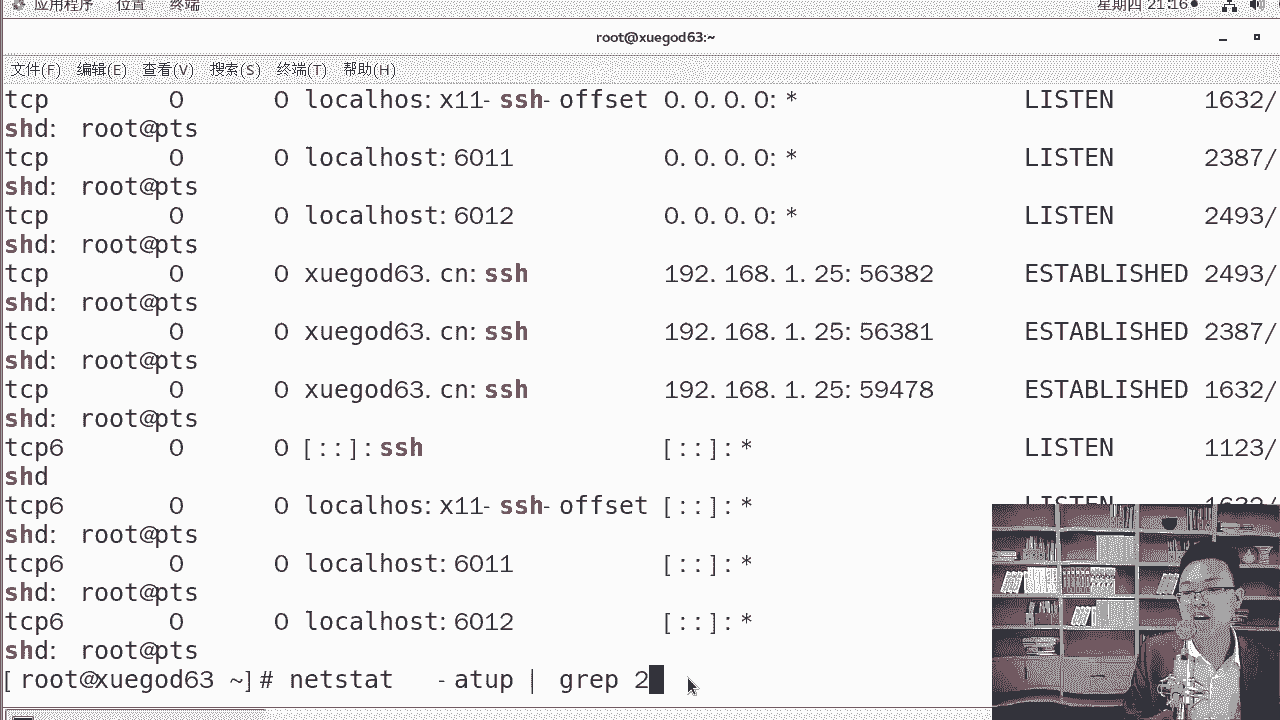 应用程序 位置 终端 星期四 21:16
root@xuegod63:~
文件(F) 编辑(E) 查看(V) 搜索(S) 终端(T) 帮助(H)
tcp 0 0 localhos:x11-ssh-offset 0.0.0.0:* LISTEN 1632/
shd: root@pts
tcp 0 0 localhost:6011 0.0.0.0:* LISTEN 2387/
shd: root@pts
tcp 0 0 localhost:6012 0.0.0.0:* LISTEN 2493/
shd: root@pts
tcp 0 0 xuegod63.cn:ssh 192.168.1.25:56382 ESTABLISHED 2493/
shd: root@pts
tcp 0 0 xuegod63.cn:ssh 192.168.1.25:56381 ESTABLISHED 2387/
shd: root@pts
tcp 0 0 xuegod63.cn:ssh 192.168.1.25:59478 ESTABLISHED 1632/
shd: root@pts
tcp6 0 0 [::]:ssh [::]:* LISTEN 1123/
shd
tcp6 0 0 localhos:x11-ssh-offset [::]:* LISTEN 1632/
shd: root@pts
tcp6 0 0 localhost:6011 [::]:*
shd: root@pts
tcp6 0 0 localhost:6012 [::]:*
shd: root@pts
[root@xuegod63 ~]# netstat -atup | grep 2